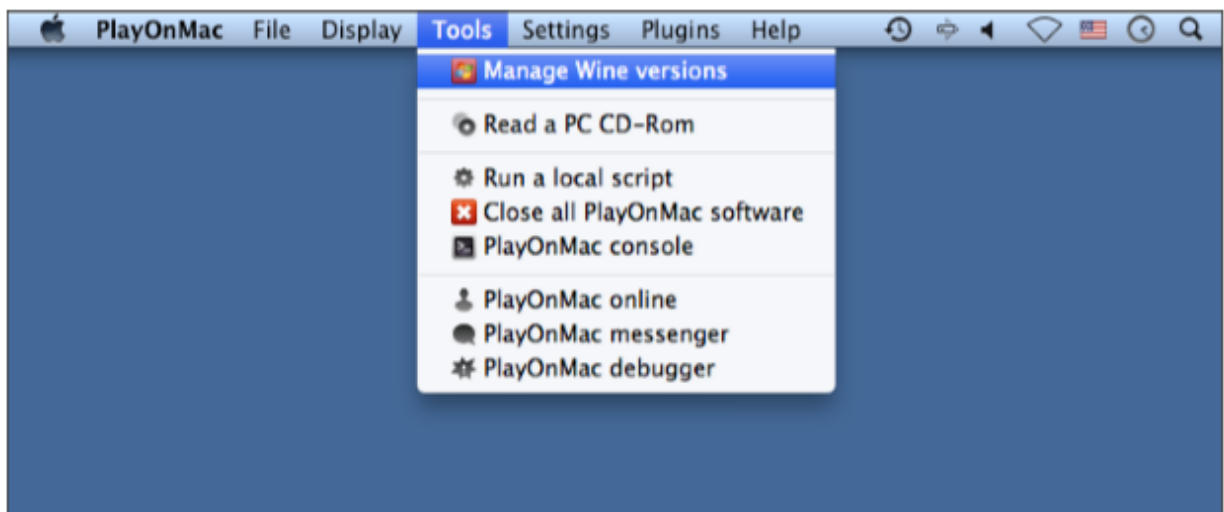 PlayOnMac File Display Tools Settings Plugins Help
Manage Wine versions
Read a PC CD-Rom
Run a local script
Close all PlayOnMac software
PlayOnMac console
PlayOnMac online
PlayOnMac messenger
PlayOnMac debugger